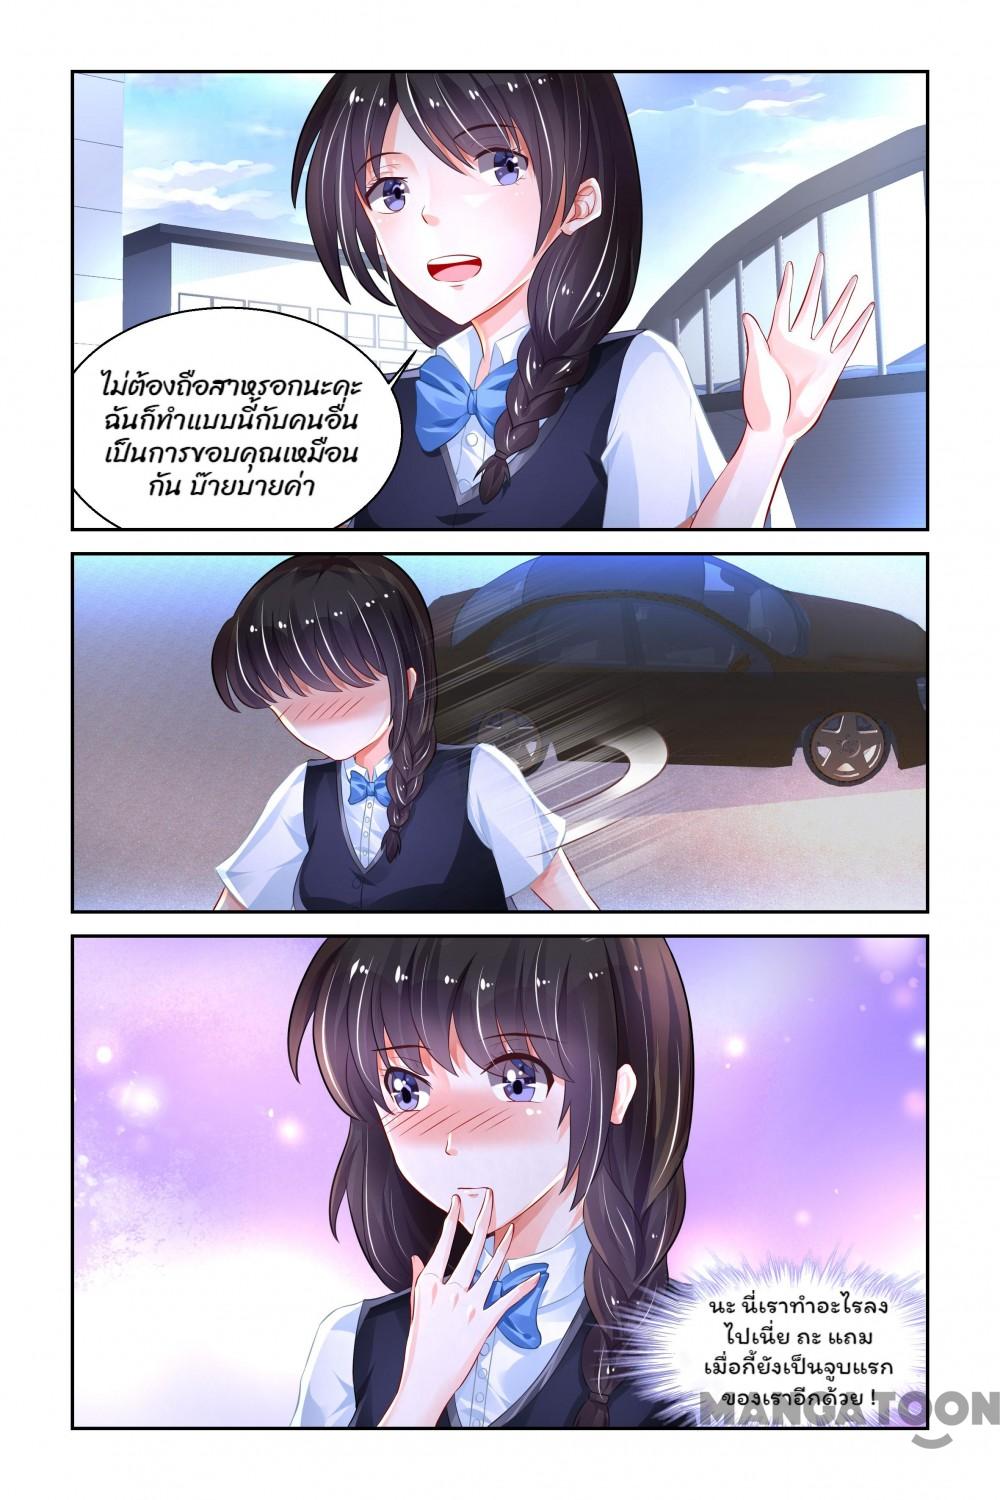 ไม่ต้องถือสาหรอกนะคะ
ฉันก็ทำแบบนี้กับคนอื่น
เป็นการขอบคุณเหมือน
กัน บ๊ายบายค่า
นะ นี่เราทำอะไรลง
ไปเนี่ย ถะ แถม
เมื่อกี้ยังเป็นจูบแรก
ของเราอีกด้วย !
MANGATOON